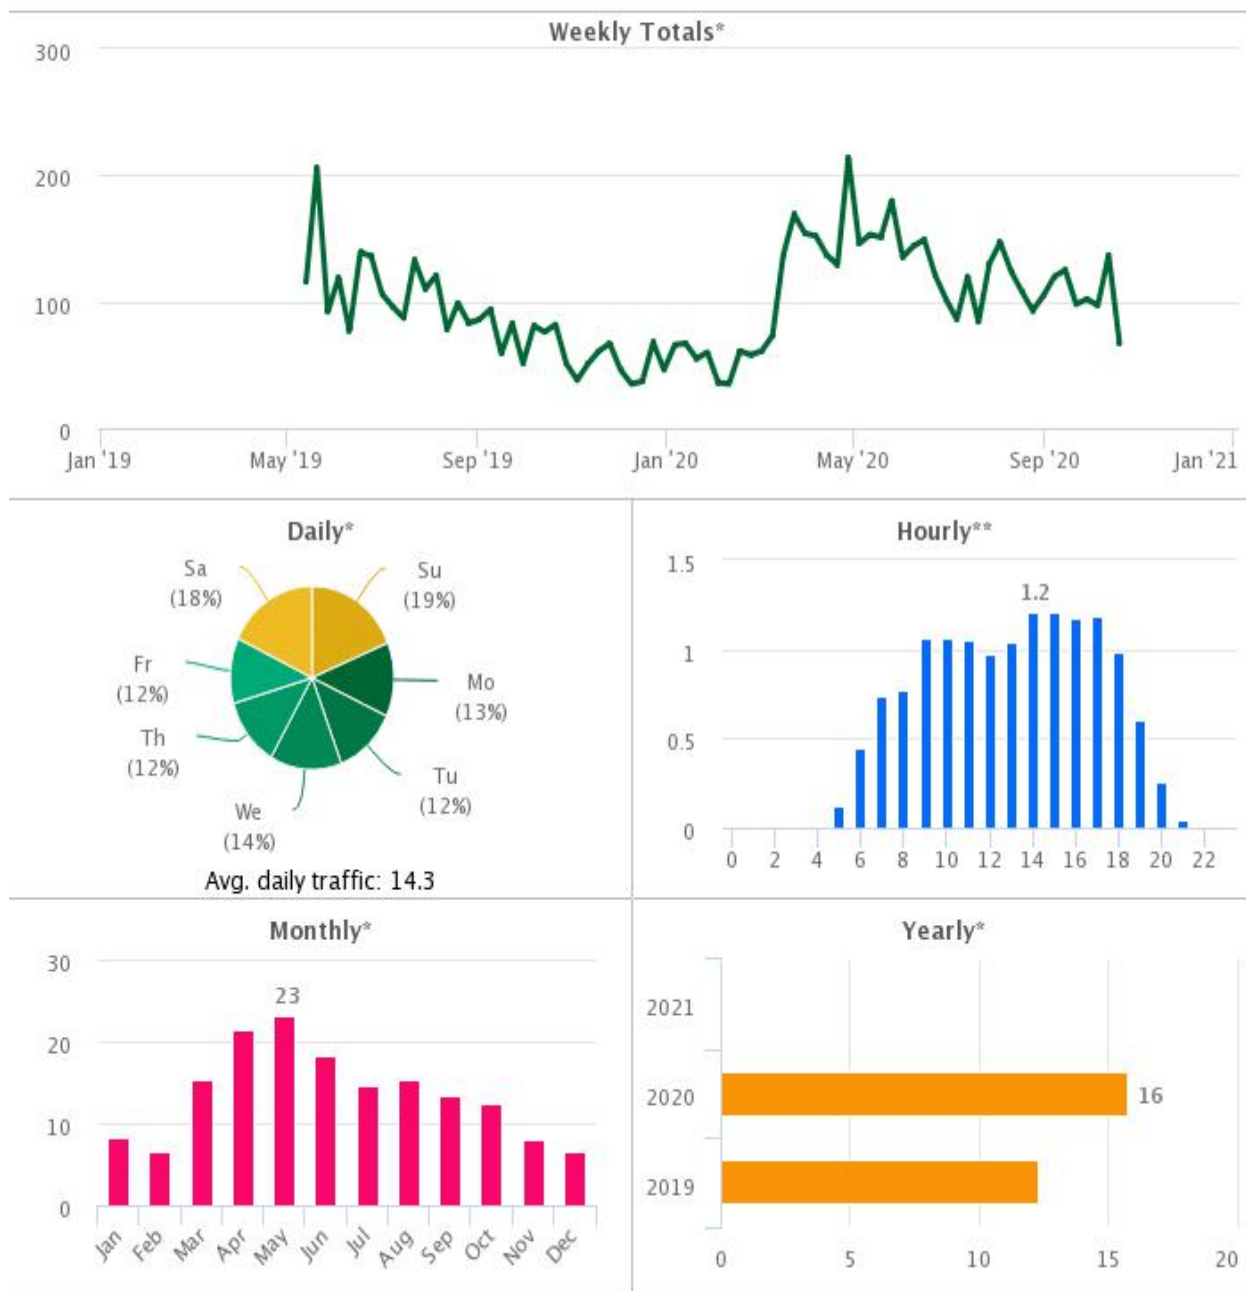 Weekly Totals*
300
200
100
0
Jan '19 May '19 Sep '19 Jan '20 May '20 Sep '20 Jan '21
Daily*
Sa
(18%)
Su
(19%)
Fr
(12%)
Mo
(13%)
Th
(12%)
Tu
(12%)
We
(14%)
Avg. daily traffic: 14.3
Hourly**
1.5
1.2
1
0.5
0
0 2 4 6 8 10 12 14 16 18 20 22
Monthly*
30
23
20
10
0
Jan Feb Mar Apr May Jun Jul Aug Sep Oct Nov Dec
Yearly*
2021
2020 16
2019
0 5 10 15 20